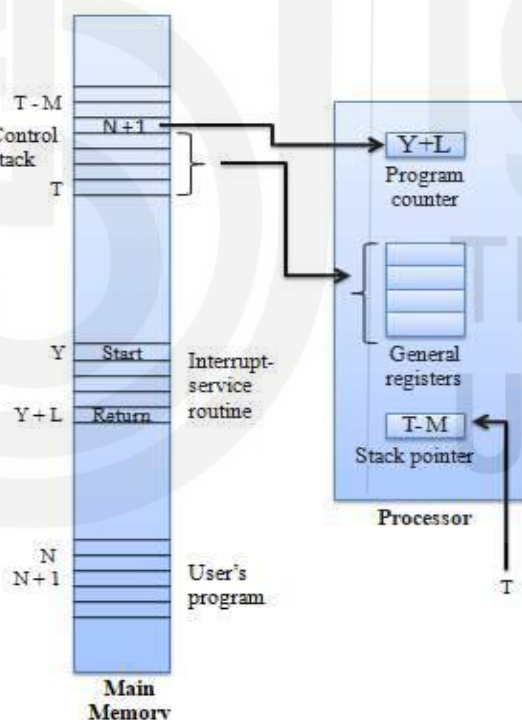 T - M
N + 1
Control
T
Y
Start
Interrupt-
service
routine
Y + L
Return
N
N + 1
User's
program
Main
Memory
Y+L
Program
counter
General
registers
T-M
Stack pointer
Processor
T